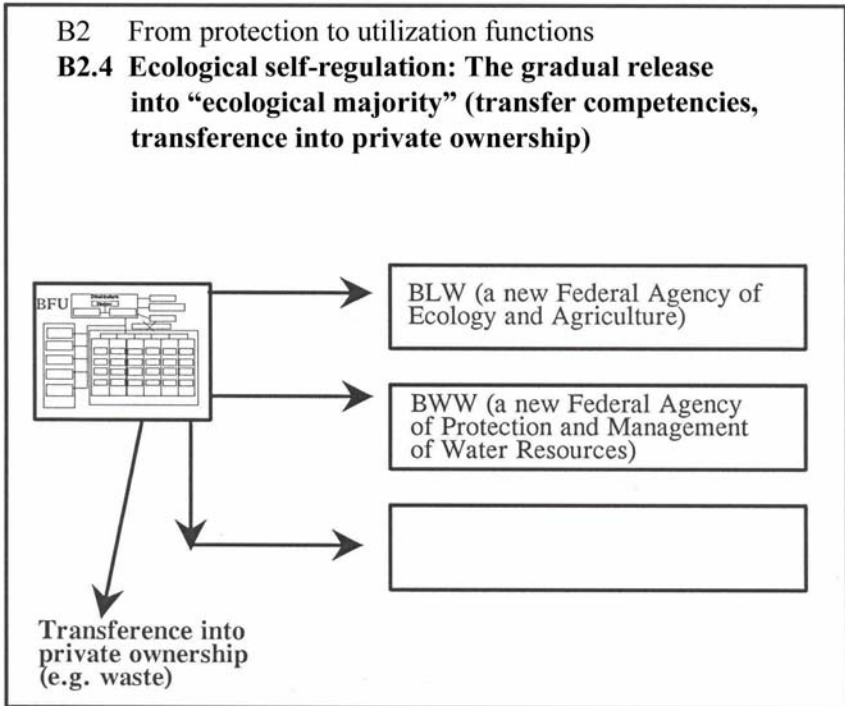 B2 From protection to utilization functions
B2.4 Ecological self-regulation: The gradual release
into “ecological majority” (transfer competencies,
transference into private ownership)
BFU
BLW (a new Federal Agency of
Ecology and Agriculture)
BWW (a new Federal Agency
of Protection and Management
of Water Resources)
Transference into
private ownership
(e.g. waste)